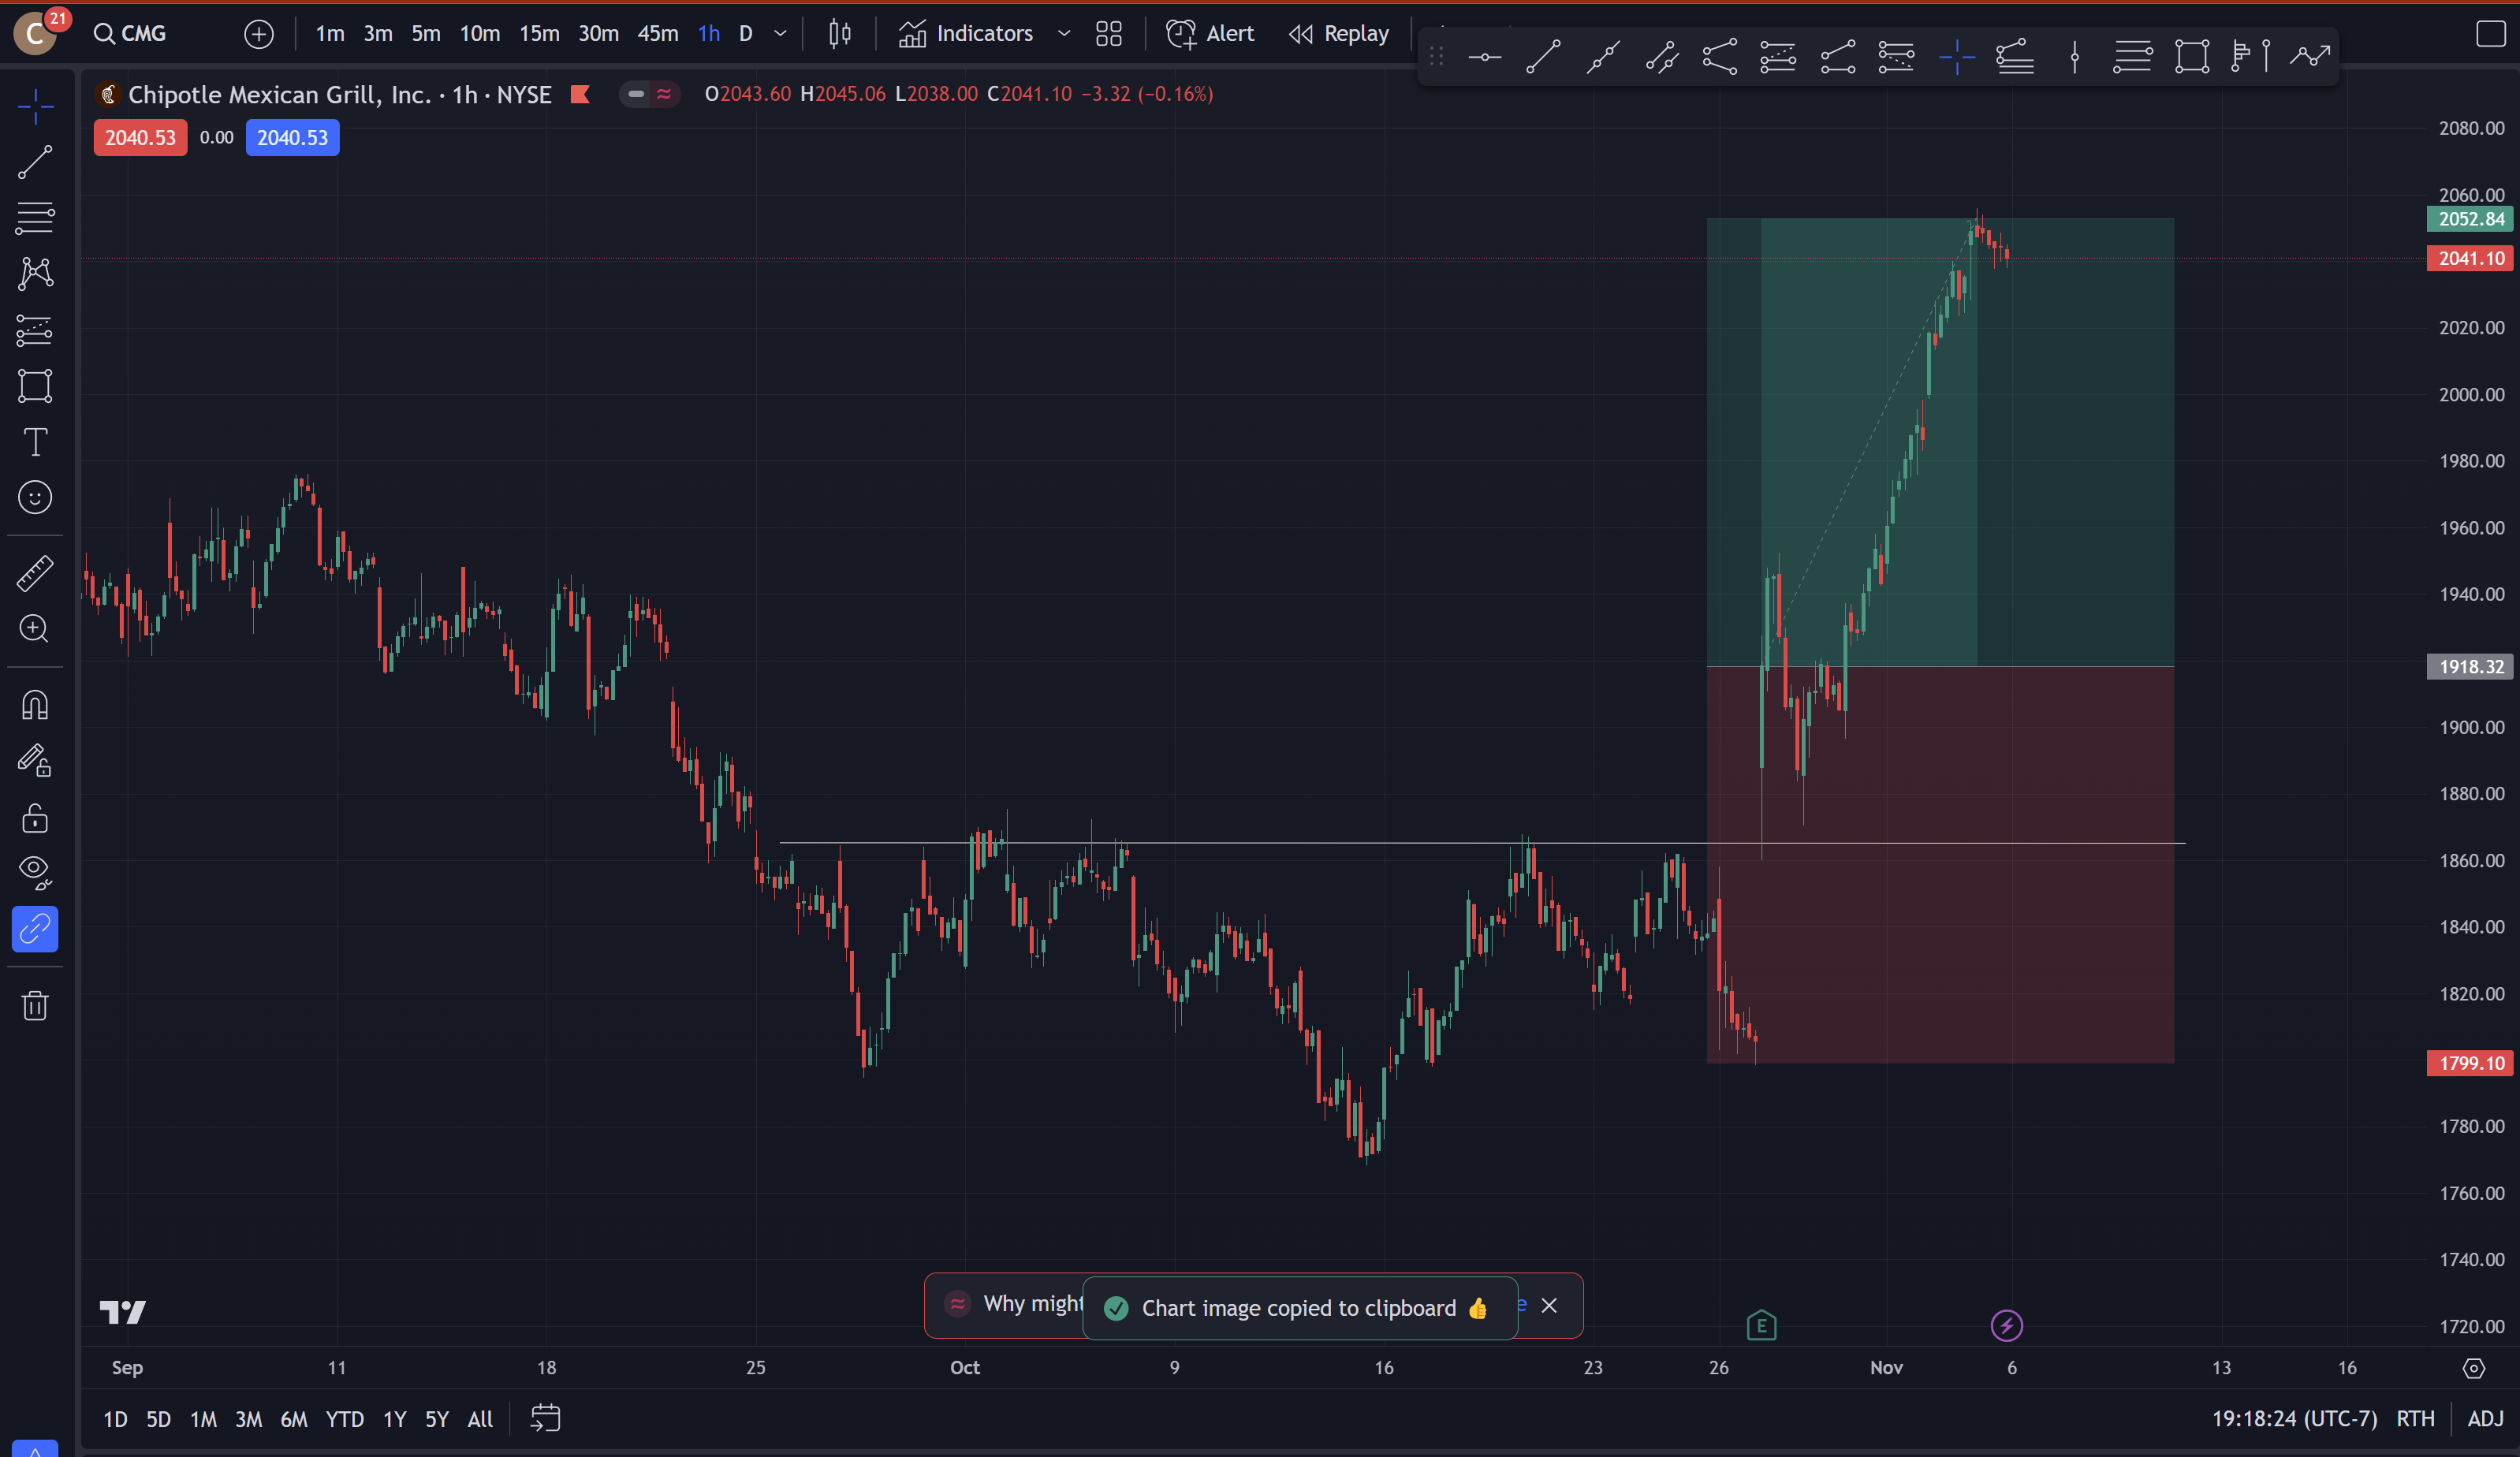 C 21 CMG 1m 3m 5m 10m 15m 30m 45m 1h D Indicators Alert Replay
Chipotle Mexican Grill, Inc. · 1h · NYSE O2043.60 H2045.06 L2038.00 C2041.10 −3.32 (−0.16%)
2040.53 0.00 2040.53
T
2080.00
2060.00
2052.84
2041.10
2020.00
2000.00
1980.00
1960.00
1940.00
1918.32
1900.00
1880.00
1860.00
1840.00
1820.00
1799.10
1780.00
1760.00
1740.00
1720.00
Why might
Chart image copied to clipboard 👍
E
Sep 11 18 25 Oct 9 16 23 26 Nov 6 13 16
1D 5D 1M 3M 6M YTD 1Y 5Y All 19:18:24 (UTC-7) RTH ADJ